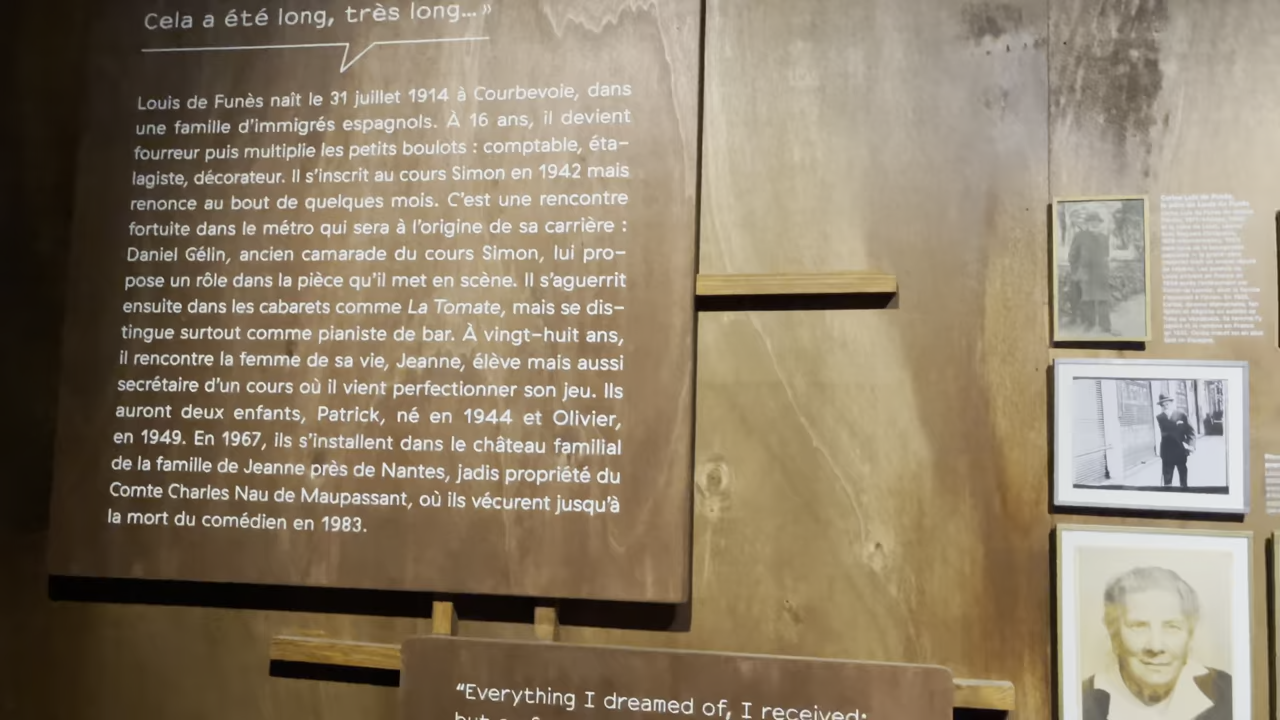 Cela a été long, très long... »
Louis de Funès naît le 31 juillet 1914 à Courbevoie, dans
une famille d'immigrés espagnols. À 16 ans, il devient
fourreur puis multiplie les petits boulots : comptable, éta-
lagiste, décorateur. Il s'inscrit au cours Simon en 1942 mais
renonce au bout de quelques mois. C'est une rencontre
fortuite dans le métro qui sera à l'origine de sa carrière :
Daniel Gélin, ancien camarade du cours Simon, lui pro-
pose un rôle dans la pièce qu'il met en scène. Il s'aguerrit
ensuite dans les cabarets comme La Tomate, mais se dis-
tingue surtout comme pianiste de bar. À vingt-huit ans,
il rencontre la femme de sa vie, Jeanne, élève mais aussi
secrétaire d'un cours où il vient perfectionner son jeu. Ils
auront deux enfants, Patrick, né en 1944 et Olivier,
en 1949. En 1967, ils s'installent dans le château familial
de la famille de Jeanne près de Nantes, jadis propriété du
Comte Charles Nau de Maupassant, où ils vécurent jusqu'à
la mort du comédien en 1983.
"Everything I dreamed of, I received;